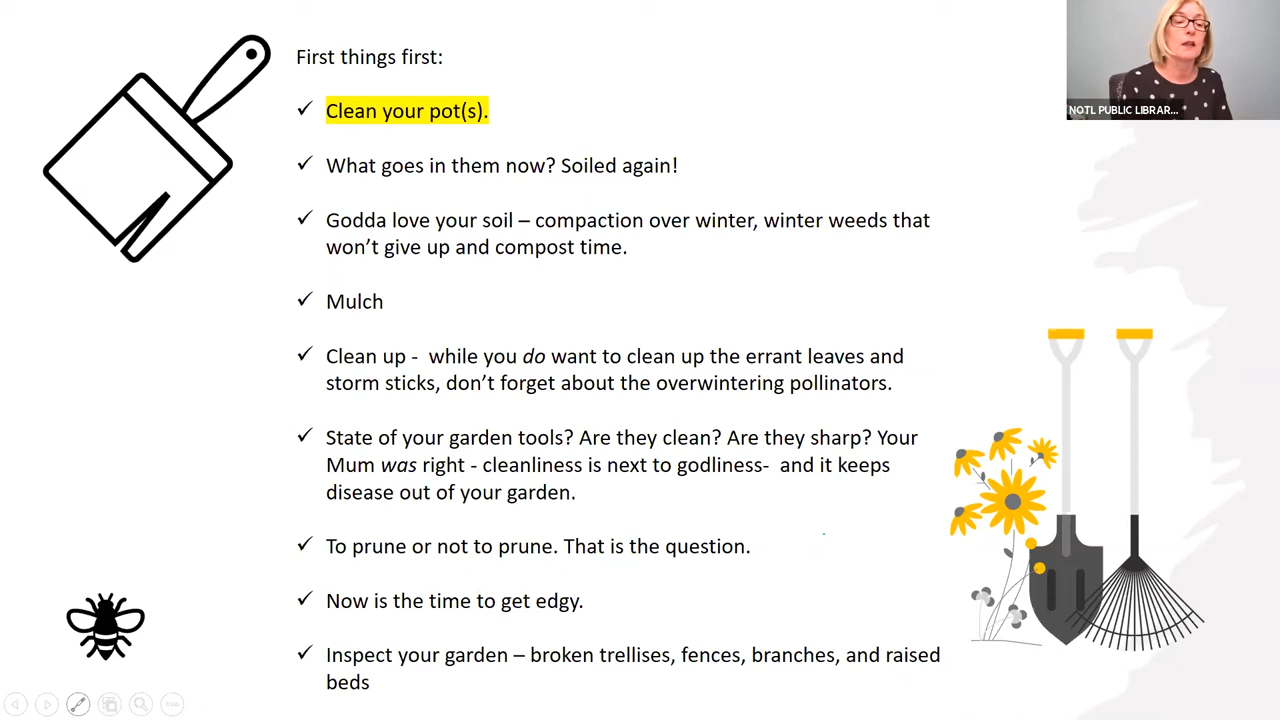 First things first:
✓ Clean your pot(s).
✓ What goes in them now? Soiled again!
✓ Godda love your soil – compaction over winter, winter weeds that
won’t give up and compost time.
✓ Mulch
✓ Clean up -  while you do want to clean up the errant leaves and
storm sticks, don’t forget about the overwintering pollinators.
✓ State of your garden tools? Are they clean? Are they sharp? Your
Mum was right - cleanliness is next to godliness-  and it keeps
disease out of your garden.
✓ To prune or not to prune. That is the question.
✓ Now is the time to get edgy.
✓ Inspect your garden – broken trellises, fences, branches, and raised
beds
NOTL PUBLIC LIBRAR...